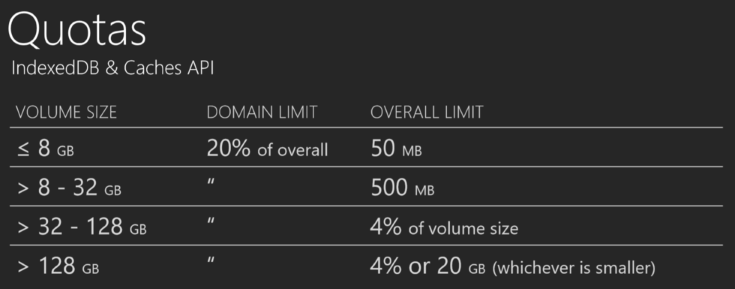 Quotas
IndexedDB & Caches API
VOLUME SIZE DOMAIN LIMIT OVERALL LIMIT
≤ 8 GB 20% of overall 50 MB
> 8 - 32 GB “ 500 MB
> 32 - 128 GB “ 4% of volume size
> 128 GB “ 4% or 20 GB (whichever is smaller)